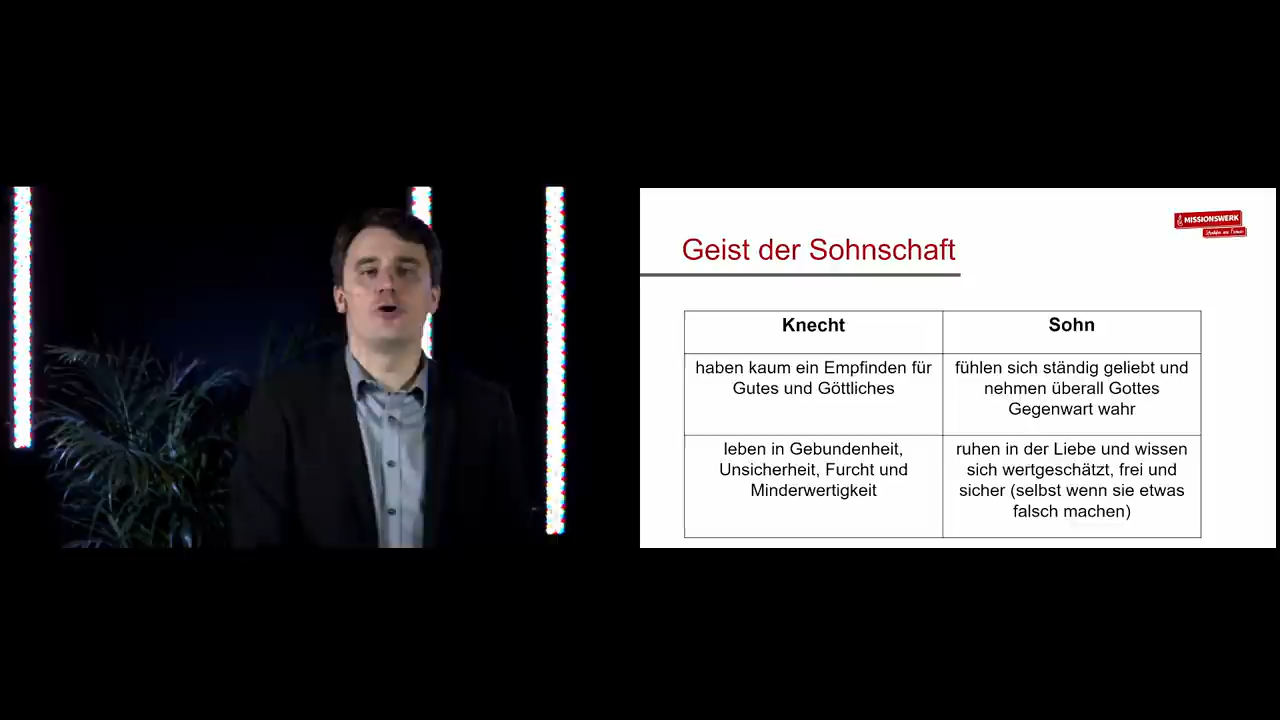 MISSIONSWERK
Geist der Sohnschaft
Knecht
Sohn
haben kaum ein Empfinden für
Gutes und Göttliches
fühlen sich ständig geliebt und
nehmen überall Gottes
Gegenwart wahr
leben in Gebundenheit,
Unsicherheit, Furcht und
Minderwertigkeit
ruhen in der Liebe und wissen
sich wertgeschätzt, frei und
sicher (selbst wenn sie etwas
falsch machen)